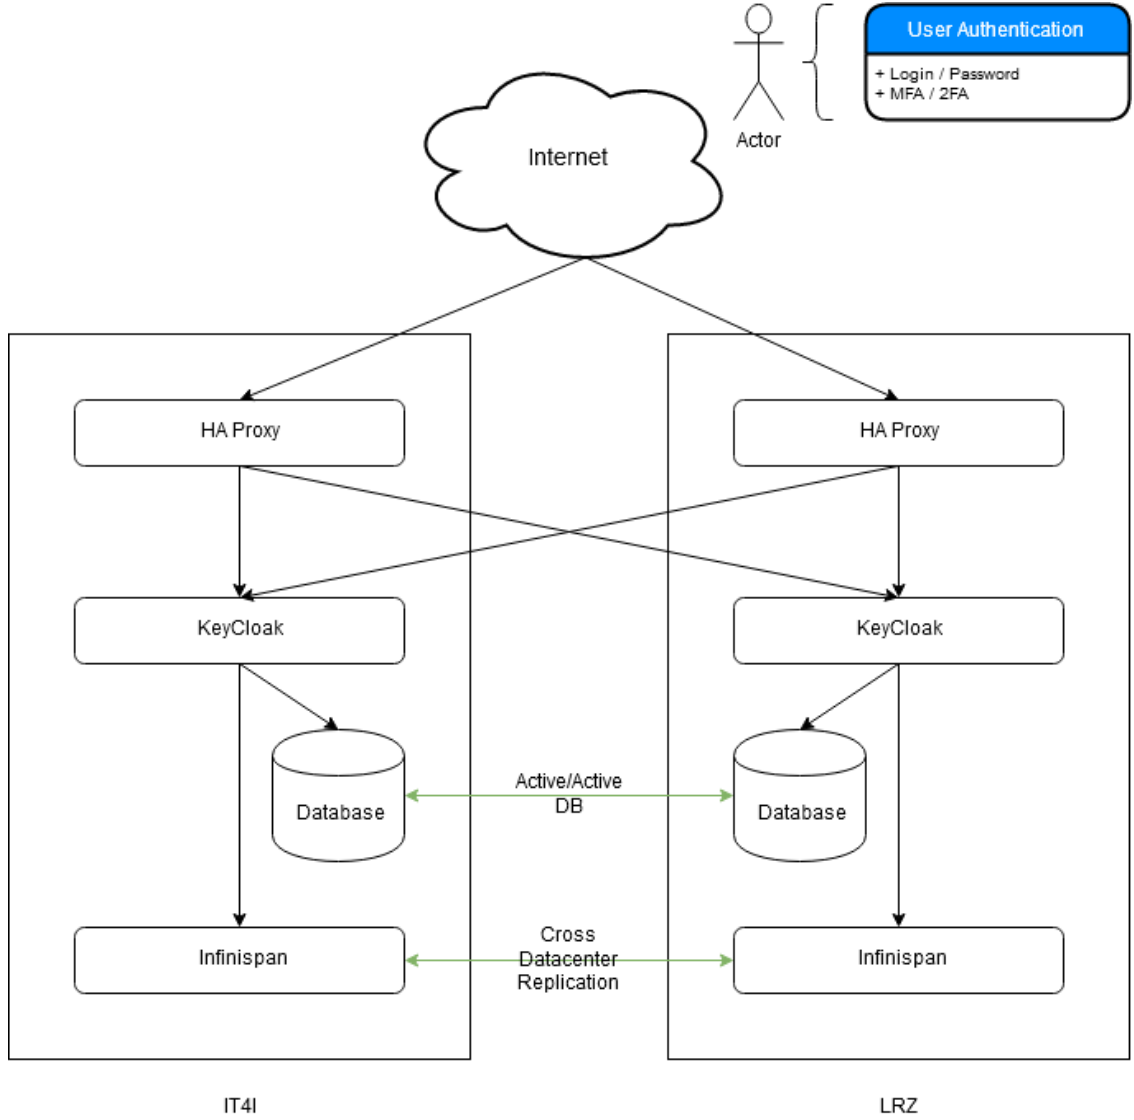 User Authentication
+ Login / Password
+ MFA / 2FA
Actor
Internet
HA Proxy
HA Proxy
KeyCloak
KeyCloak
Active/Active
DB
Database
Database
Cross
Datacenter
Replication
Infinispan
Infinispan
IT4I
LRZ